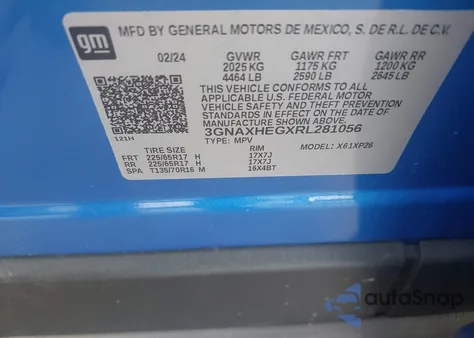 gm
MFD BY GENERAL MOTORS DE MEXICO, S. DE R.L. DE C.V.
02/24 GVWR GAWR FRT GAWR RR
2025 KG 1175 KG 1200 KG
4464 LB 2590 LB 2645 LB
THIS VEHICLE CONFORMS TO ALL
APPLICABLE U.S. FEDERAL MOTOR
VEHICLE SAFETY AND THEFT PREVENTION
STANDARDS IN EFFECT ON THE DATE OF
MANUFACTURE SHOWN ABOVE.
3GNAXHEGXRL281056
TYPE: MPV MODEL: X61XP26
121H
TIRE SIZE RIM
FRT 225/65R17 H 17X7J
RR 225/65R17 H 17X7J
SPA T135/70R16 M 16X4BT
autoSnap